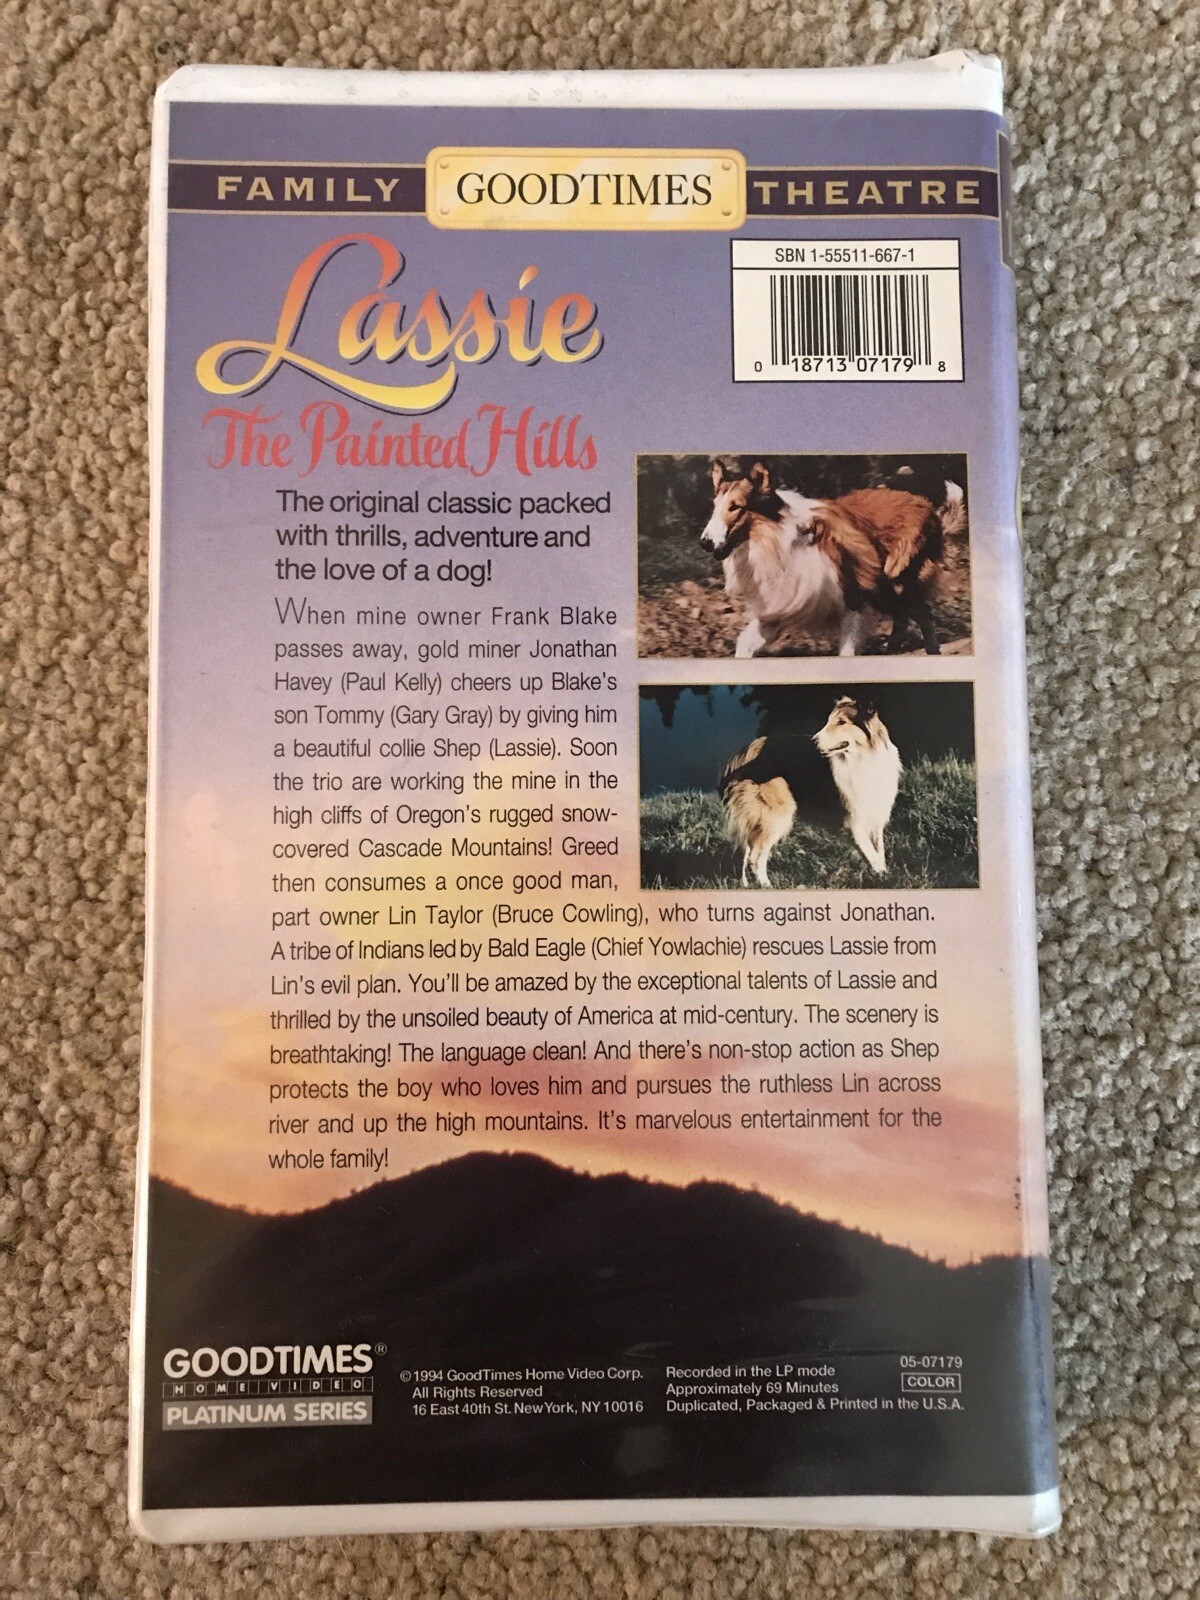 FAMILY GOODTIMES THEATRE
SBN 1-55511-667-1
0 18713 07179 8
Lassie
The Painted Hills
The original classic packed
with thrills, adventure and
the love of a dog!
When mine owner Frank Blake
passes away, gold miner Jonathan
Havey (Paul Kelly) cheers up Blake's
son Tommy (Gary Gray) by giving him
a beautiful collie Shep (Lassie). Soon
the trio are working the mine in the
high cliffs of Oregon's rugged snow-
covered Cascade Mountains! Greed
then consumes a once good man,
part owner Lin Taylor (Bruce Cowling), who turns against Jonathan.
A tribe of Indians led by Bald Eagle (Chief Yowlachie) rescues Lassie from
Lin's evil plan. You'll be amazed by the exceptional talents of Lassie and
thrilled by the unsoiled beauty of America at mid-century. The scenery is
breathtaking! The language clean! And there's non-stop action as Shep
protects the boy who loves him and pursues the ruthless Lin across
river and up the high mountains. It's marvelous entertainment for the
whole family!
GOODTIMES®
HOME VIDEO
PLATINUM SERIES
©1994 GoodTimes Home Video Corp.
All Rights Reserved
16 East 40th St. New York, NY 10016
Recorded in the LP mode
Approximately 69 Minutes
Duplicated, Packaged & Printed in the U.S.A.
05-07179
COLOR